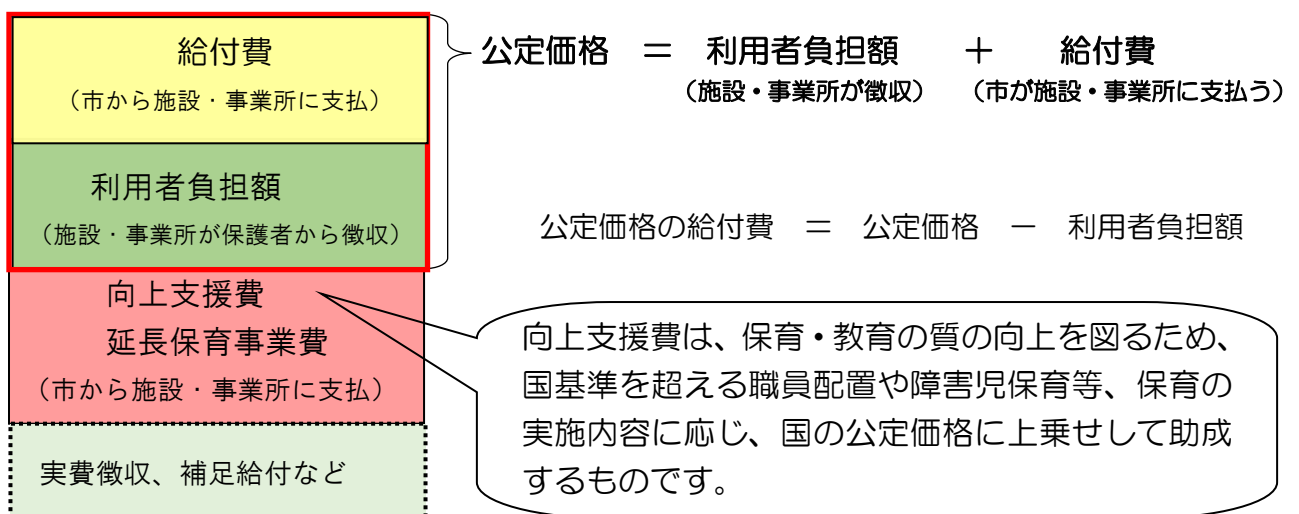 給付費
（市から施設・事業所に支払）
利用者負担額
（施設・事業所が保護者から徴収）
向上支援費
延長保育事業費
（市から施設・事業所に支払）
実費徴収、補足給付など
公定価格　＝　利用者負担額　＋　給付費
（施設・事業所が徴収）　（市が施設・事業所に支払う）
公定価格の給付費　＝　公定価格　－　利用者負担額
向上支援費は、保育・教育の質の向上を図るため、
国基準を超える職員配置や障害児保育等、保育の
実施内容に応じ、国の公定価格に上乗せして助成
するものです。